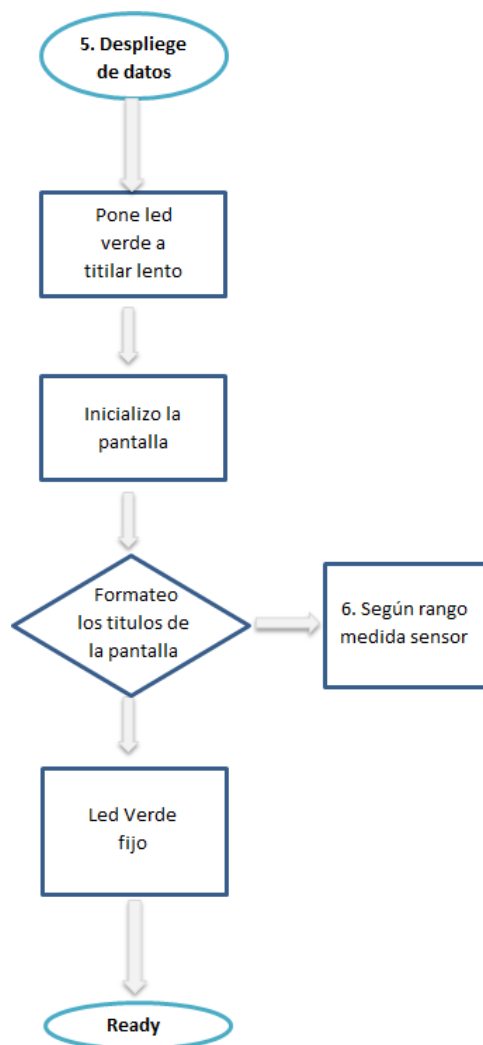 5. Despliege
de datos
Pone led
verde a
titilar lento
Inicializo la
pantalla
Formateo
los titulos de
la pantalla
6. Según rango
medida sensor
Led Verde
fijo
Ready